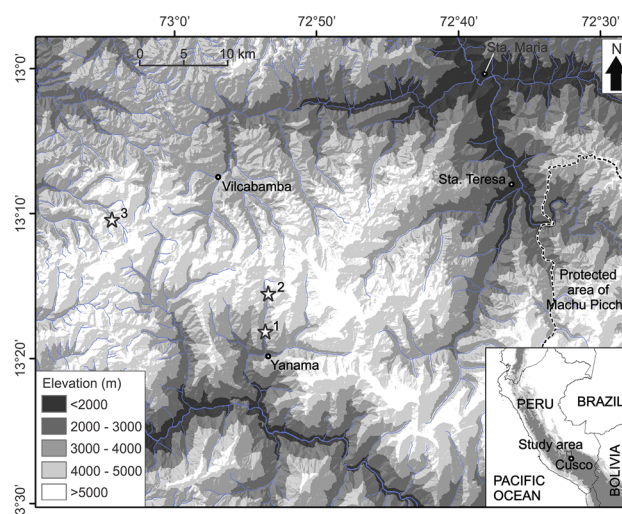 73°0' 72°50' 72°40' 72°30'
0 5 10 km
Sta. Maria
N
13°0'
Sta. Teresa
Vilcabamba
13°10'
3
2
Protected
area of
Machu Picch
1
13°20'
Yanama
Elevation (m)
<2000
2000 - 3000
3000 - 4000
4000 - 5000
>5000
3°30'
PERU
BRAZIL
Study area
Cusco
PACIFIC
OCEAN
BOLIVIA